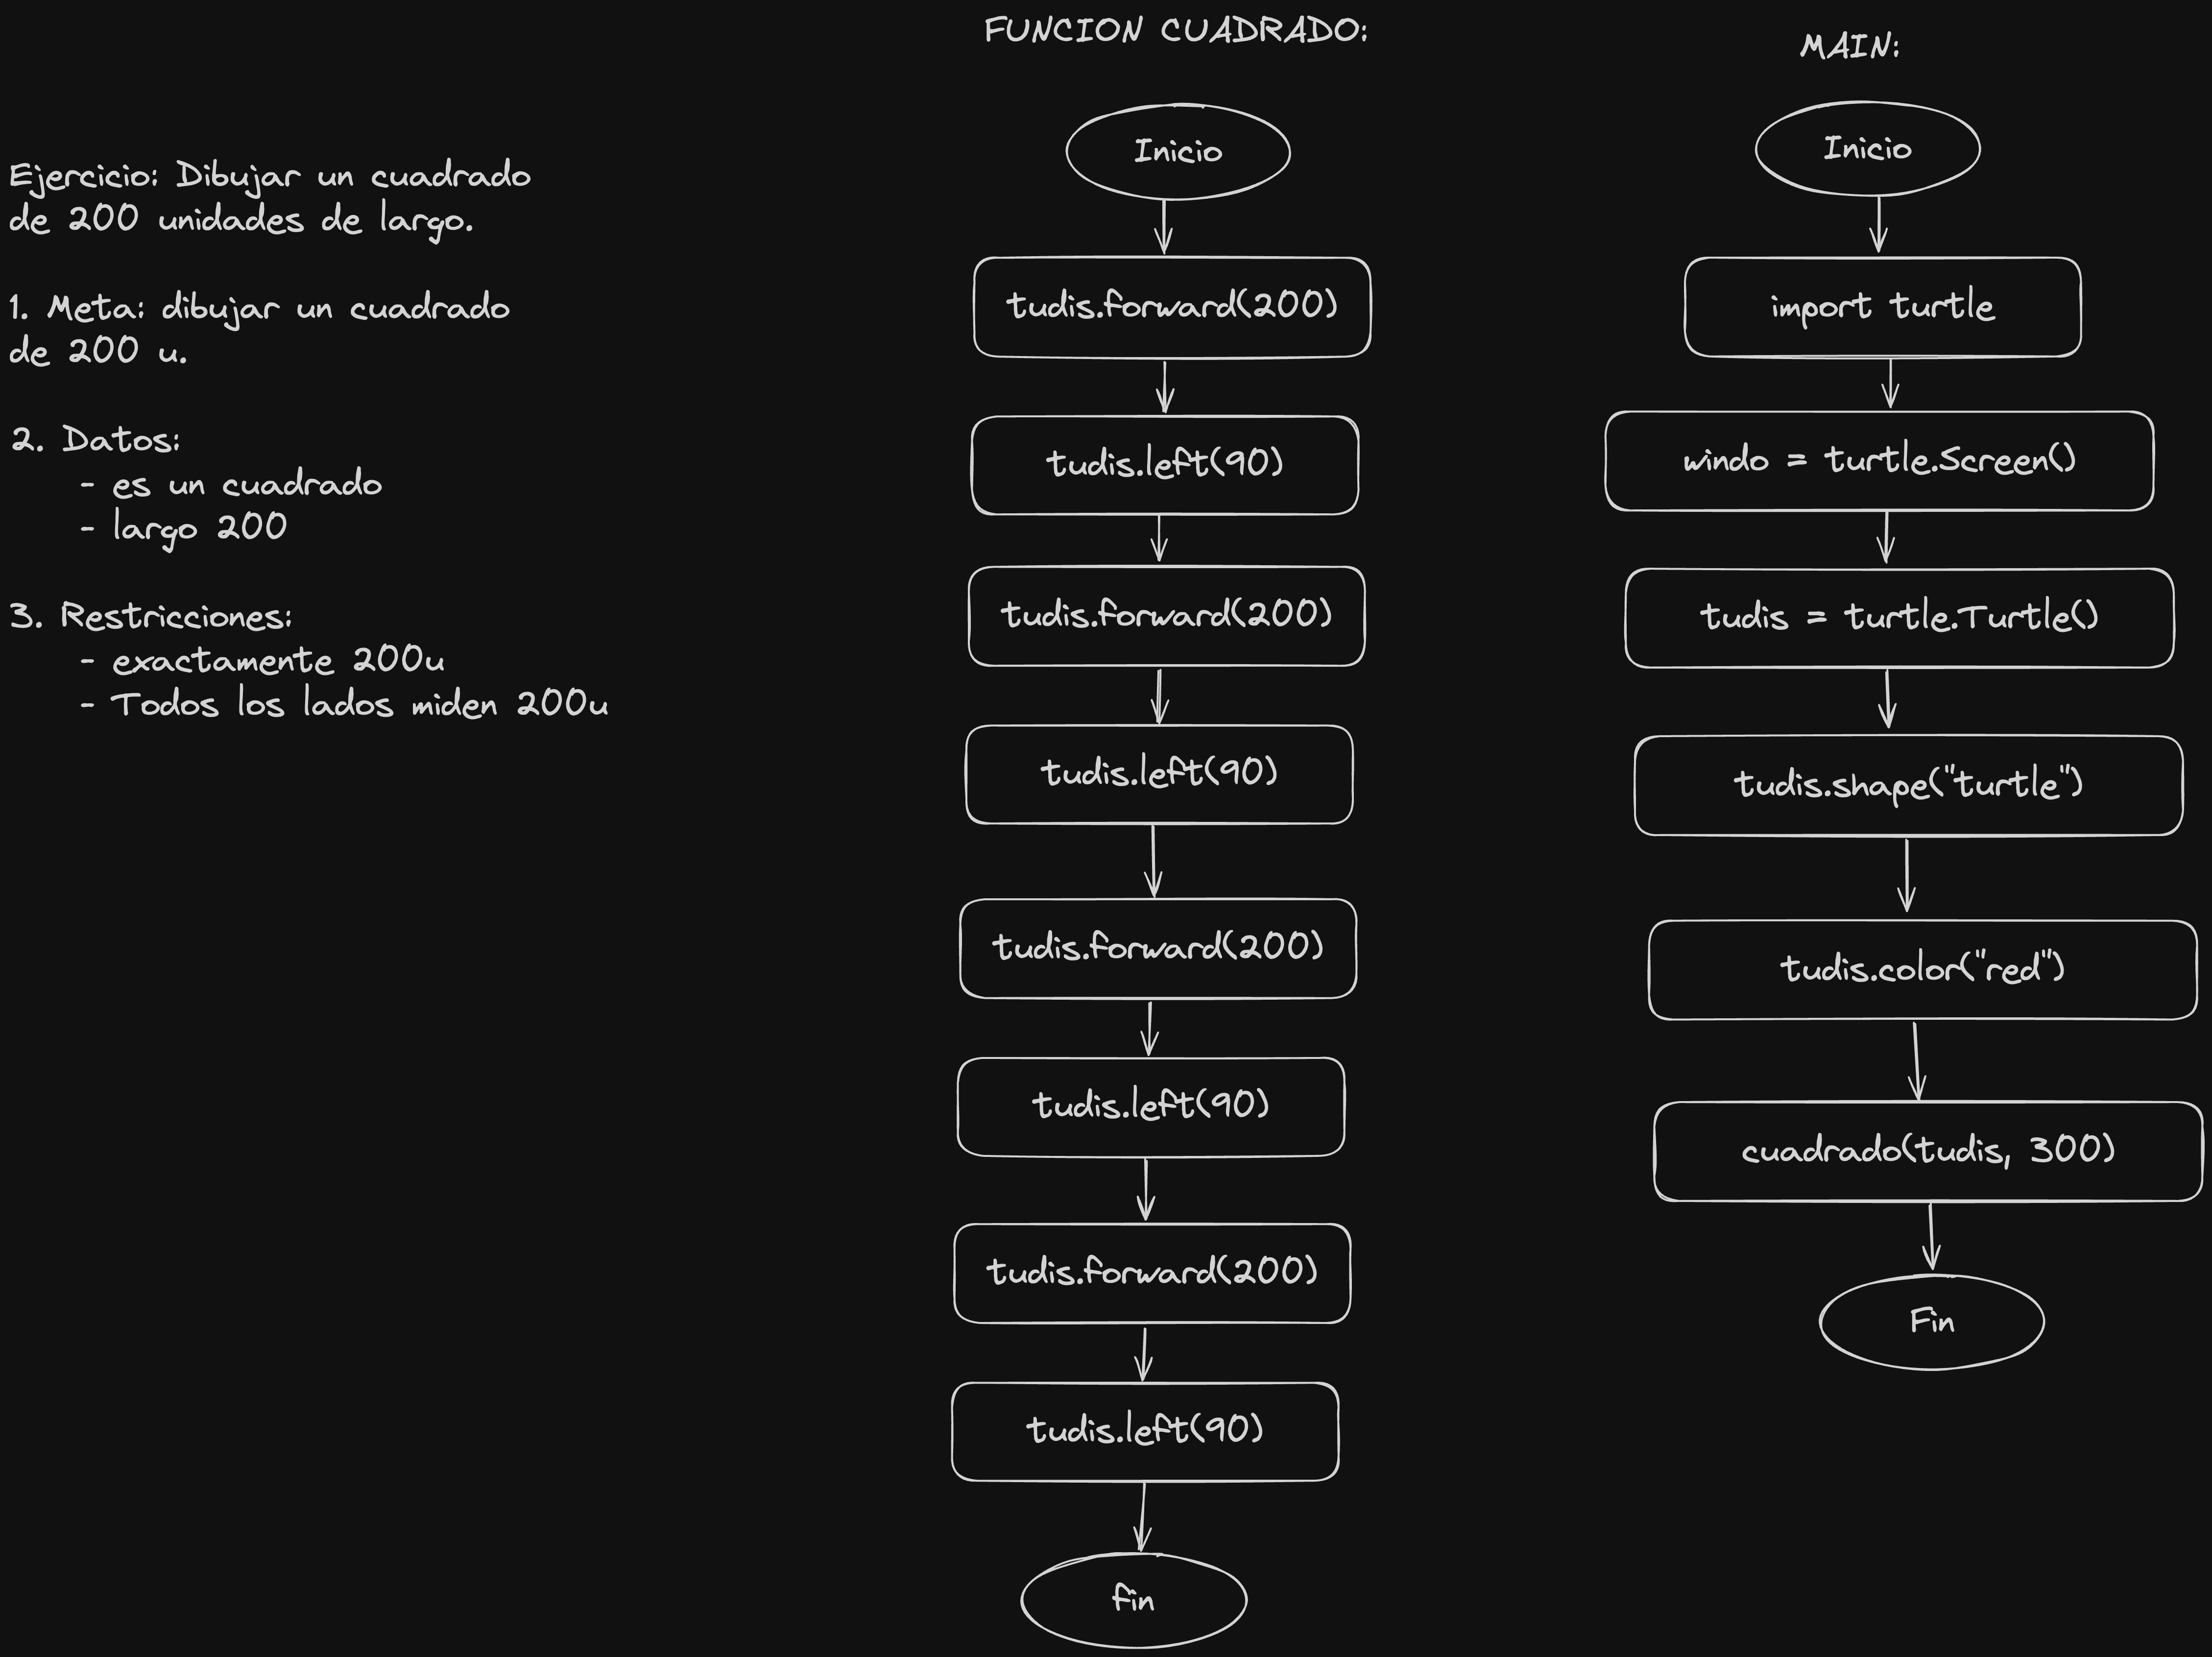 Ejercicio: Dibujar un cuadrado
de 200 unidades de largo.
1. Meta: dibujar un cuadrado
de 200 u.
2. Datos:
- es un cuadrado
- largo 200
3. Restricciones:
- exactamente 200u
- Todos los lados miden 200u
FUNCION CUADRADO:
Inicio
tudis.forward(200)
tudis.left(90)
tudis.forward(200)
tudis.left(90)
tudis.forward(200)
tudis.left(90)
tudis.forward(200)
tudis.left(90)
fin
MAIN:
Inicio
import turtle
windo = turtle.Screen()
tudis = turtle.Turtle()
tudis.shape("turtle")
tudis.color("red")
cuadrado(tudis, 300)
Fin